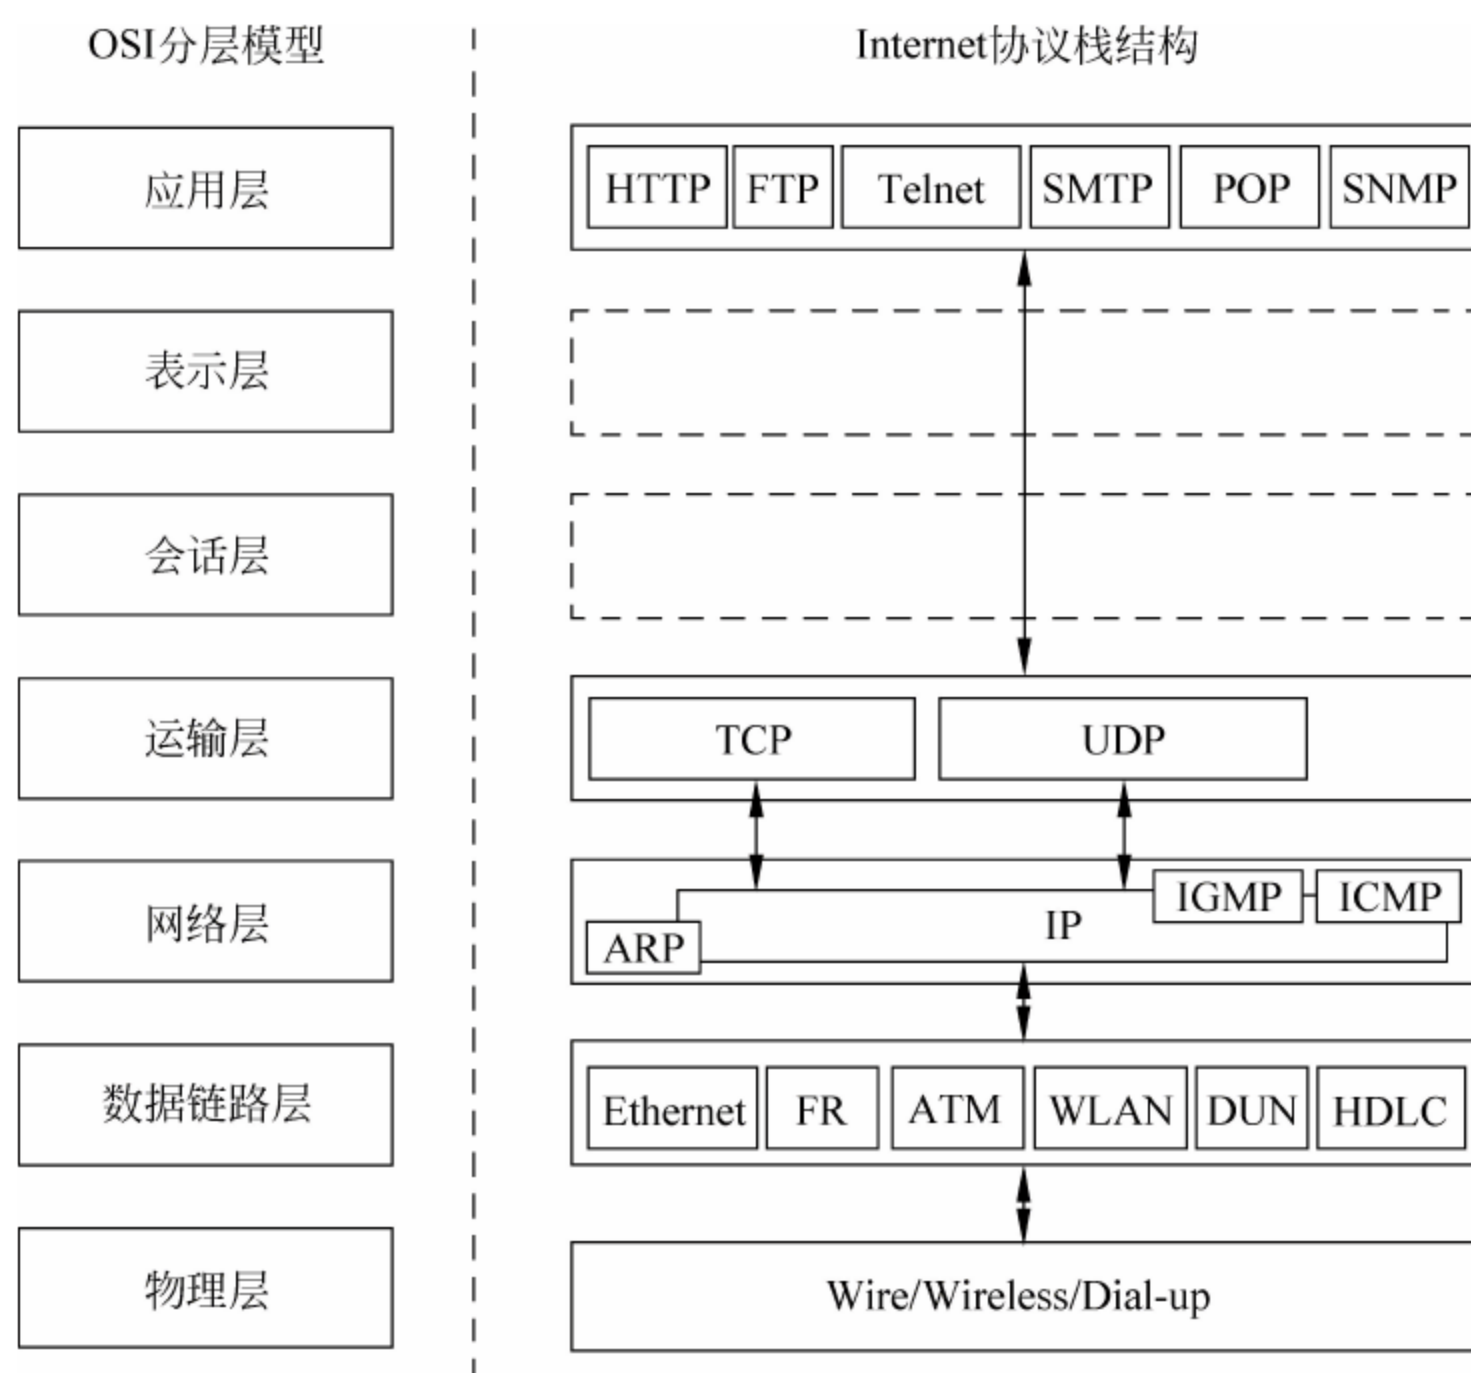 OSI分层模型
Internet协议栈结构
应用层
HTTP
FTP
Telnet
SMTP
POP
SNMP
表示层
会话层
运输层
TCP
UDP
网络层
ARP
IP
IGMP
ICMP
数据链路层
Ethernet
FR
ATM
WLAN
DUN
HDLC
物理层
Wire/Wireless/Dial-up